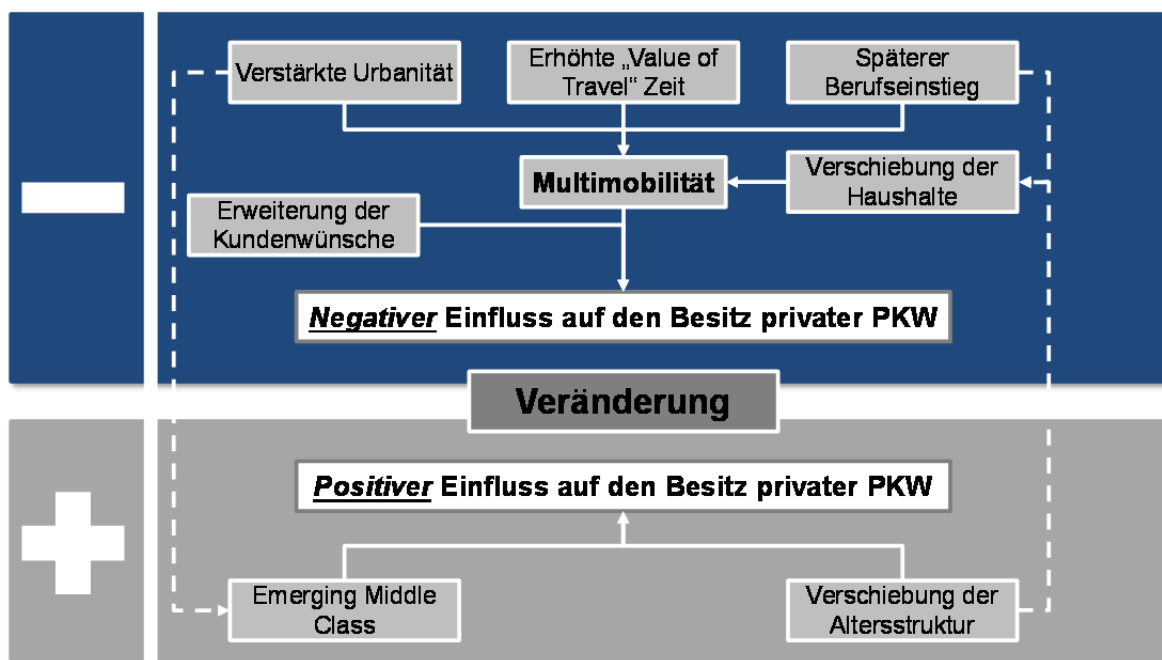 Verstärkte Urbanität
Erhöhte „Value of
Travel“ Zeit
Späterer
Berufseinstieg
Multimobilität
Verschiebung der
Haushalte
Erweiterung der
Kundenwünsche
Negativer Einfluss auf den Besitz privater PKW
Veränderung
Positiver Einfluss auf den Besitz privater PKW
Emerging Middle
Class
Verschiebung der
Altersstruktur